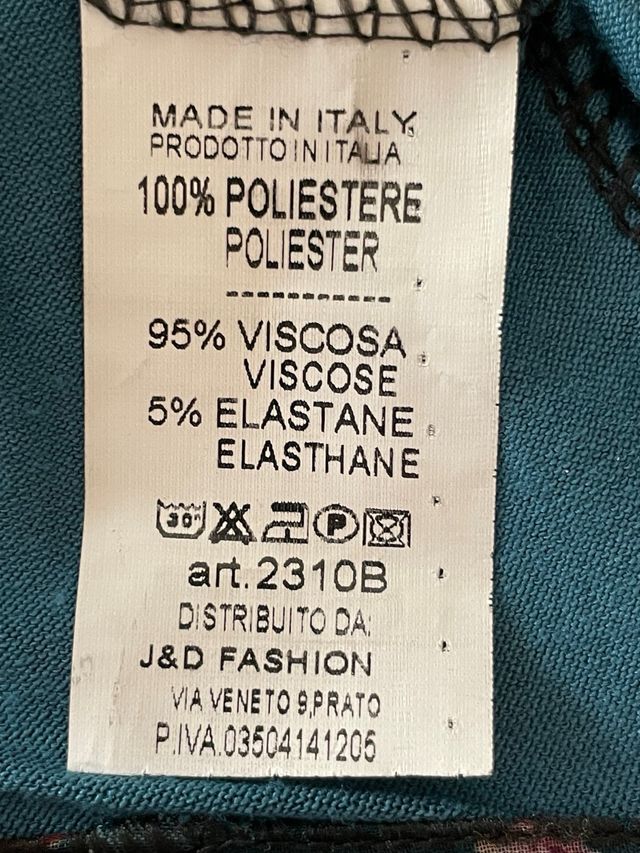 MADE IN ITALY
PRODOTTO IN ITALIA
100% POLIESTERE
POLIESTER
-----------
95% VISCOSA
VISCOSE
5% ELASTANE
ELASTHANE
30° P
art.2310B
DISTRIBUITO DA:
J&D FASHION
VIA VENETO 9,PRATO
P.IVA.03504141205